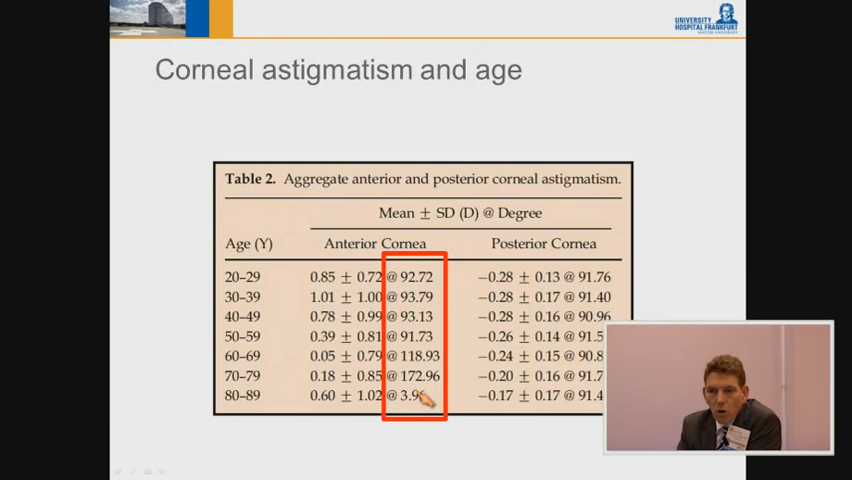 UNIVERSITY
HOSPITAL FRANKFURT
Corneal astigmatism and age
Table 2. Aggregate anterior and posterior corneal astigmatism.
Mean ± SD (D) @ Degree
Age (Y) Anterior Cornea Posterior Cornea
20–29 0.85 ± 0.72 @ 92.72 −0.28 ± 0.13 @ 91.76
30–39 1.01 ± 1.00 @ 93.79 −0.28 ± 0.17 @ 91.40
40–49 0.78 ± 0.99 @ 93.13 −0.28 ± 0.16 @ 90.96
50–59 0.39 ± 0.81 @ 91.73 −0.26 ± 0.14 @ 91.5
60–69 0.05 ± 0.79 @ 118.93 −0.24 ± 0.15 @ 90.8
70–79 0.18 ± 0.85 @ 172.96 −0.20 ± 0.16 @ 91.7
80–89 0.60 ± 1.02 @ 3.9 −0.17 ± 0.17 @ 91.4